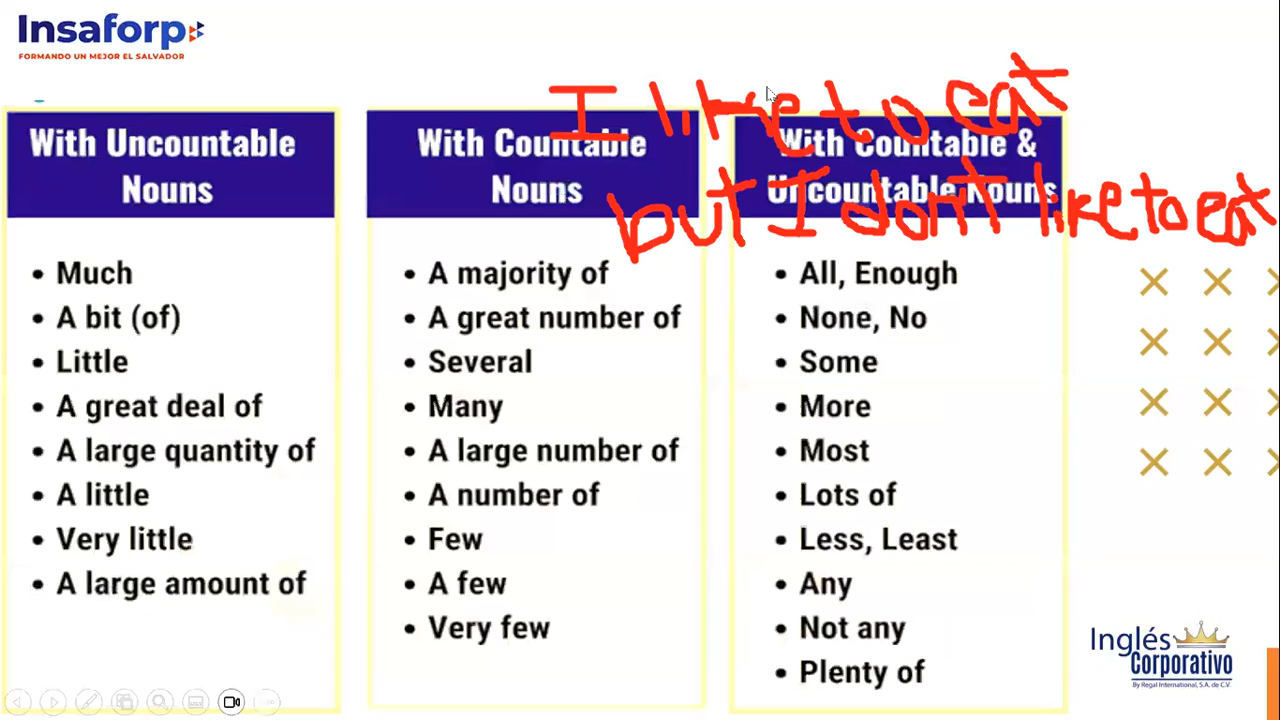 Insaforp
FORMANDO UN MEJOR EL SALVADOR
I like to eat
but I don't like to eat
With Uncountable
Nouns
• Much
• A bit (of)
• Little
• A great deal of
• A large quantity of
• A little
• Very little
• A large amount of
With Countable
Nouns
• A majority of
• A great number of
• Several
• Many
• A large number of
• A number of
• Few
• A few
• Very few
With Countable &
Uncountable Nouns
• All, Enough
• None, No
• Some
• More
• Most
• Lots of
• Less, Least
• Any
• Not any
• Plenty of
Inglés
Corporativo
By Regal International, S.A. de C.V.